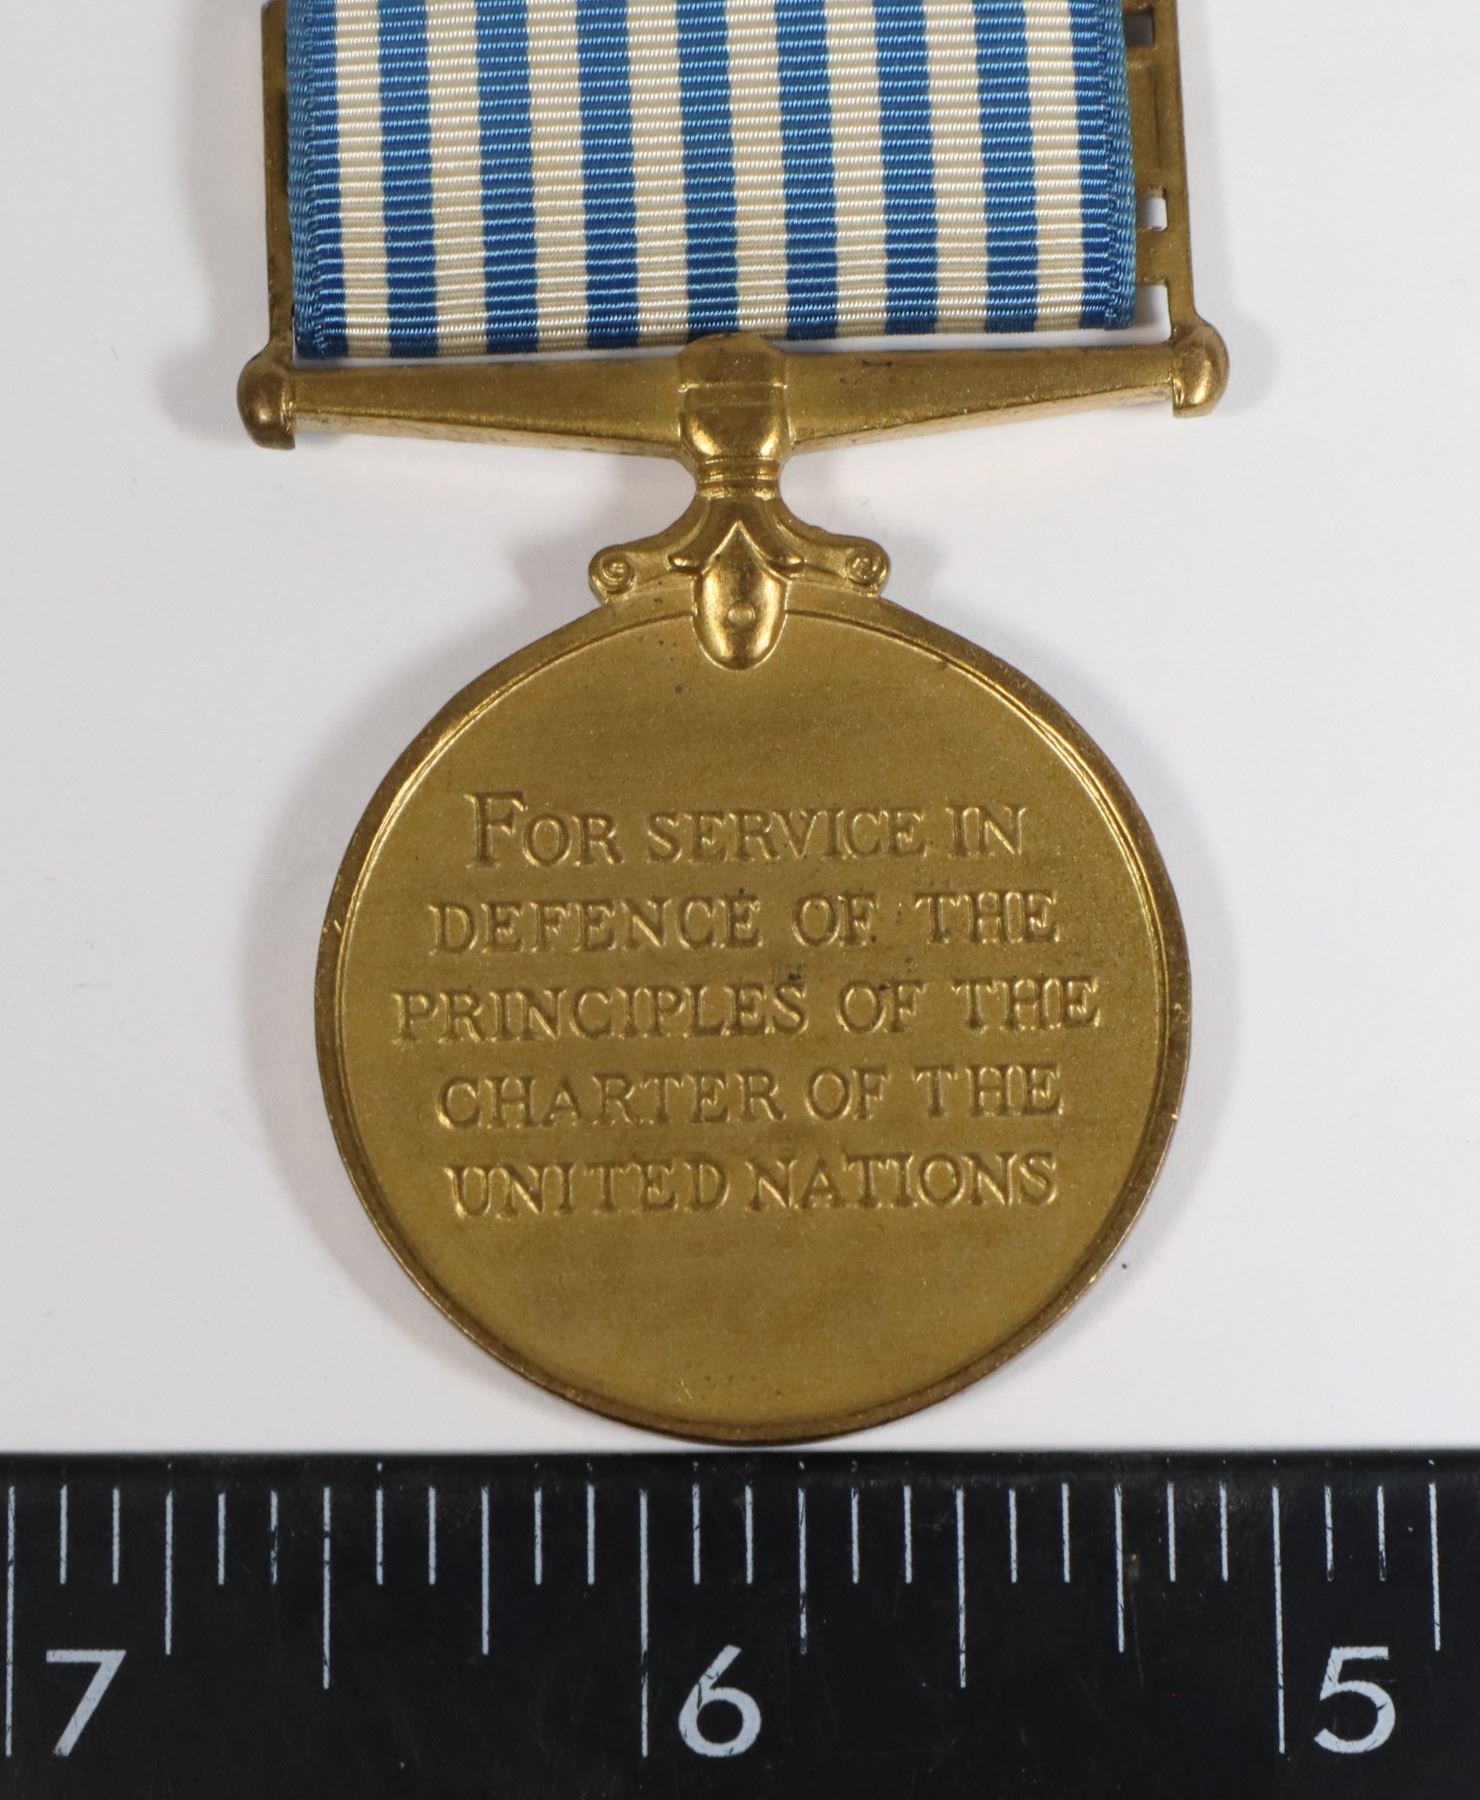 FOR SERVICE IN
DEFENCE OF THE
PRINCIPLES OF THE
CHARTER OF THE
UNITED NATIONS
7 6 5